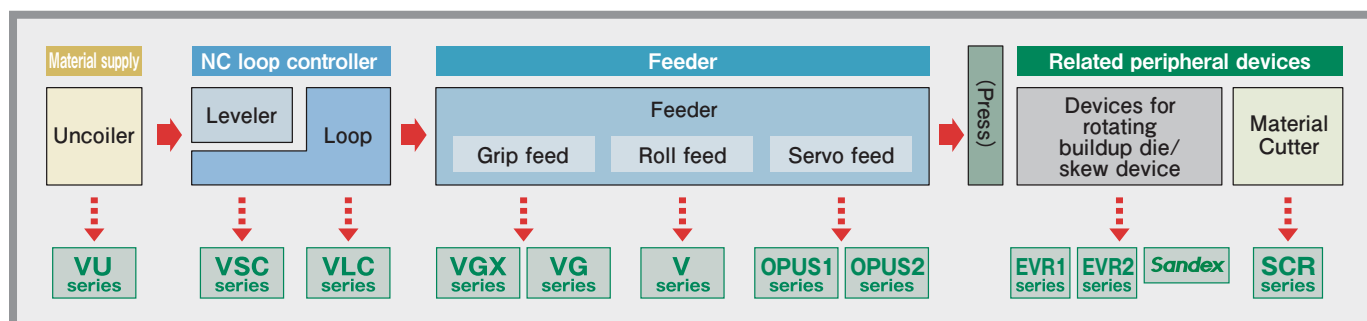 Material supply
NC loop controller
Feeder
(Press)
Related peripheral devices
Uncoiler
Leveler
Loop
Feeder
Grip feed
Roll feed
Servo feed
Devices for
rotating
buildup die/
skew device
Material
Cutter
VU
series
VSC
series
VLC
series
VGX
series
VG
series
V
series
OPUS1
series
OPUS2
series
EVR1
series
EVR2
series
Sandex
SCR
series